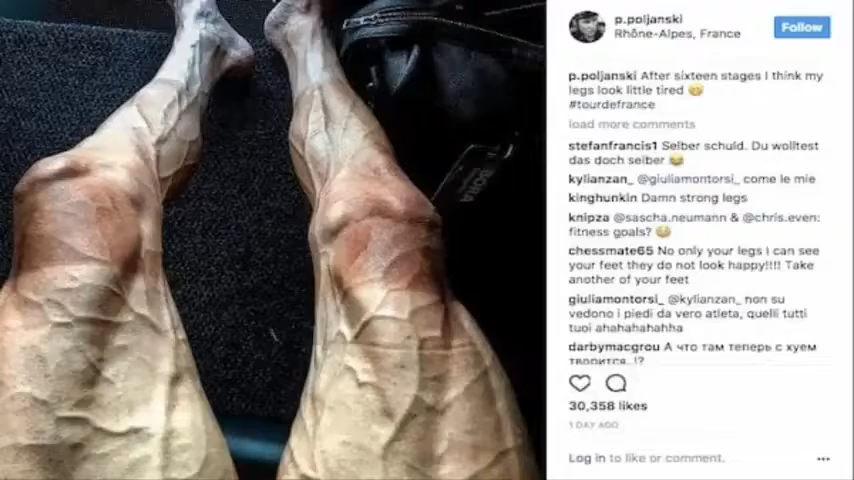 p.poljanski
Rhône-Alpes, France
Follow
p.poljanski After sixteen stages I think my
legs look little tired 😬
#tourdefrance
load more comments
stefanfrancis1 Selber schuld. Du wolltest
das doch selber 😂
kylianzan_ @giuliamontorsi_ come le mie
kinghunkin Damn strong legs
knipza @sascha.neumann & @chris.even:
fitness goals? 😁
chessmate65 No only your legs I can see
your feet they do not look happy!!!! Take
another of your feet
giuliamontorsi_ @kylianzan_ non su
vedono i piedi da vero atleta, quelli tutti
tuoi ahahahahahha
darbymacgrou А что там теперь с хуем
творится..!?
30,358 likes
1 DAY AGO
Log in to like or comment.
BORA